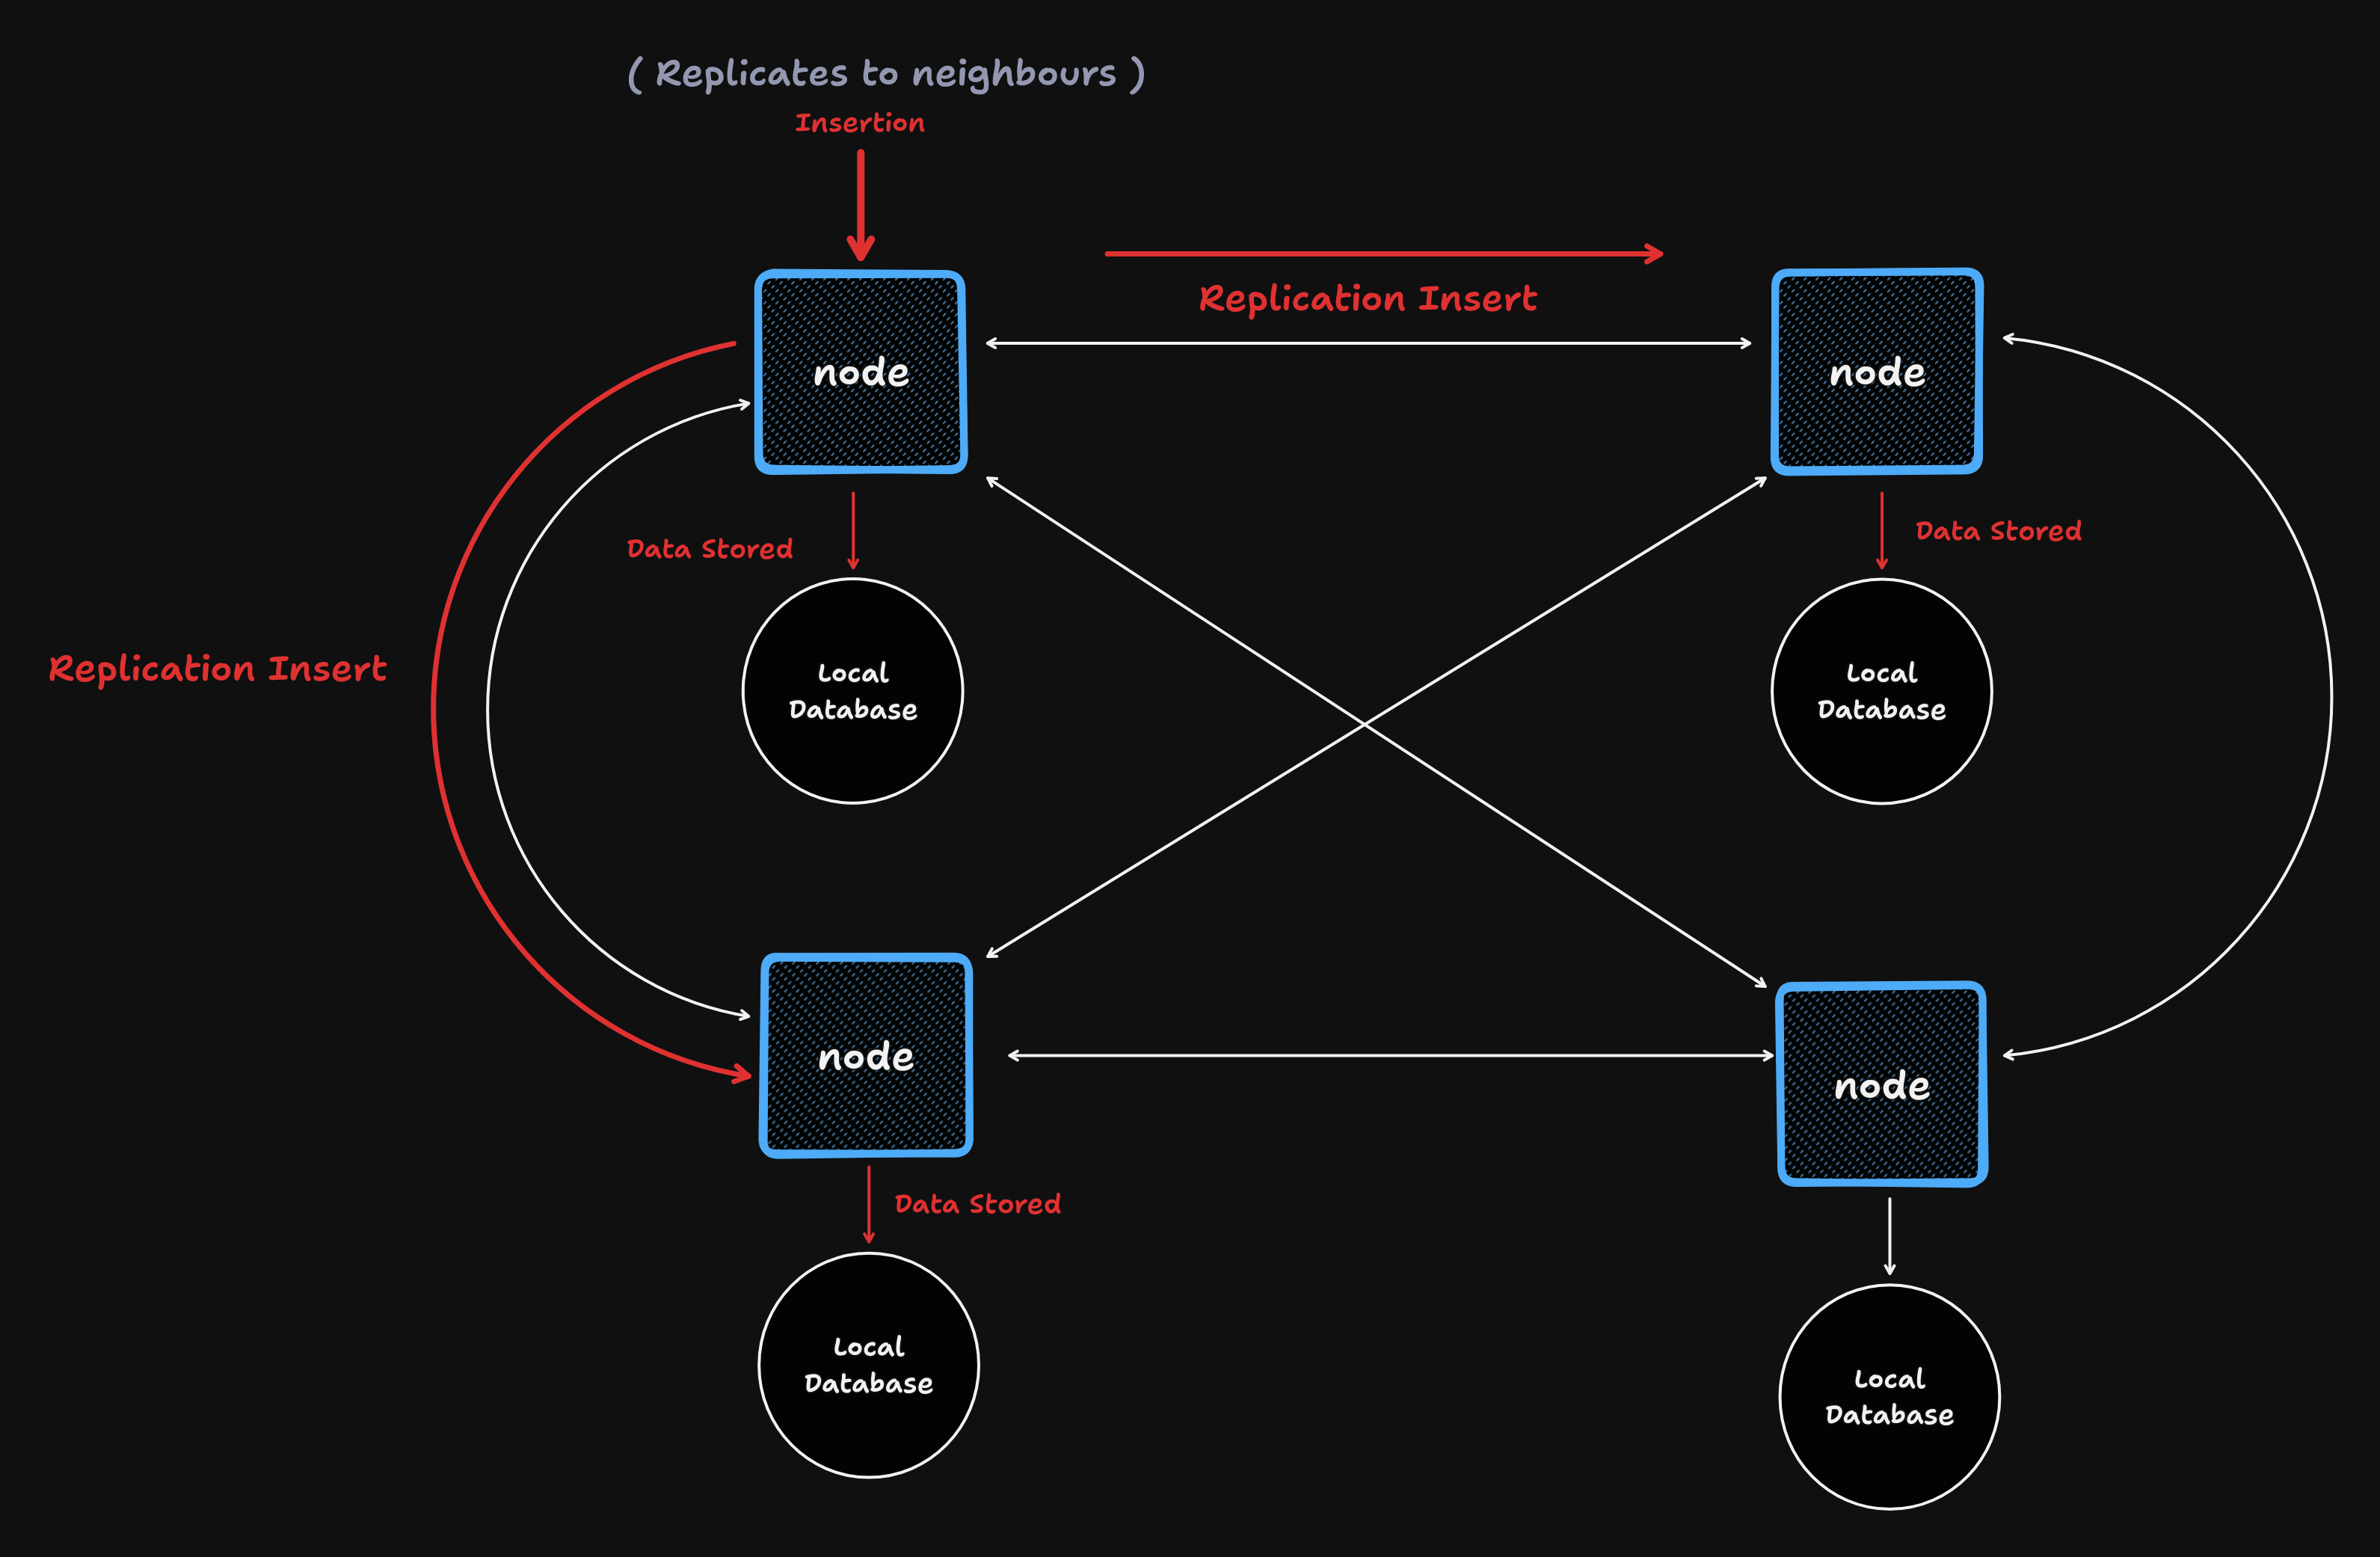 ( Replicates to neighbours )
Insertion
Replication Insert
node
node
Data Stored
Data Stored
Replication Insert
Local
Database
Local
Database
node
node
Data Stored
Local
Database
Local
Database